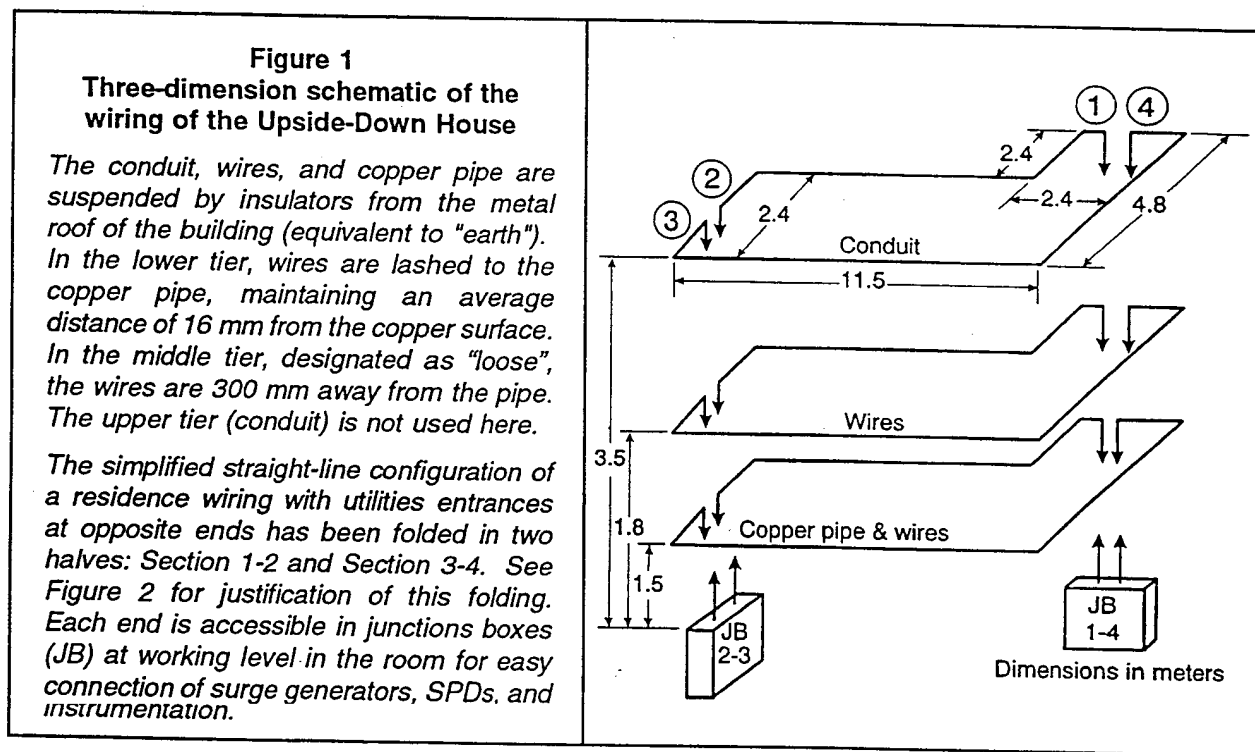 Figure 1
Three-dimension schematic of the
wiring of the Upside-Down House
The conduit, wires, and copper pipe are
suspended by insulators from the metal
roof of the building (equivalent to "earth").
In the lower tier, wires are lashed to the
copper pipe, maintaining an average
distance of 16 mm from the copper surface.
In the middle tier, designated as "loose",
the wires are 300 mm away from the pipe.
The upper tier (conduit) is not used here.
The simplified straight-line configuration of
a residence wiring with utilities entrances
at opposite ends has been folded in two
halves: Section 1-2 and Section 3-4. See
Figure 2 for justification of this folding.
Each end is accessible in junctions boxes
(JB) at working level in the room for easy
connection of surge generators, SPDs, and
instrumentation.
1 4
2.4
2
3
2.4
2.4
4.8
Conduit
11.5
Wires
3.5
1.8
Copper pipe & wires
1.5
JB
2-3
JB
1-4
Dimensions in meters